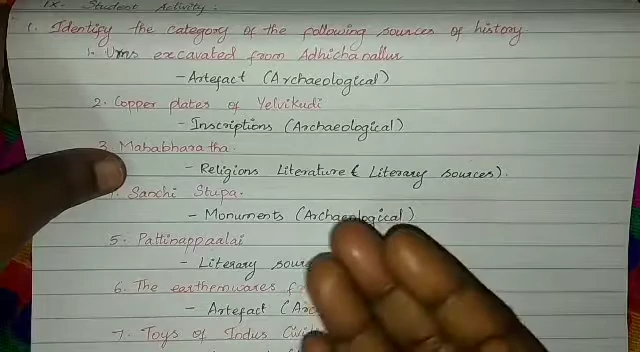 IX. Student Activity:
1. Identify the category of the following sources of history.
1. Urns excavated from Adhichanallur
- Artefact (Archaeological)
2. Copper plates of Yelvikudi
- Inscriptions (Archaeological)
3. Mahabharatha.
- Religions Literature (Literary sources).
Sanchi Stupa.
- Monuments (Archaeological)
5. Pattinappaalai
- Literary
6. The earthenwares
- Artefact
7. Toys of Indus